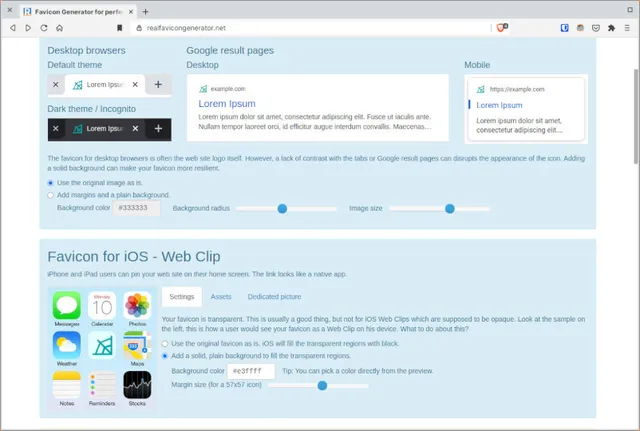 Favicon Generator for perfe
realfavicongenerator.net
4
Desktop browsers
Default theme
Lorem Ipsu
Dark theme / Incognito
Lorem Ips
Google result pages
Desktop
example.com
Lorem Ipsum
Lorem ipsum dolor sit amet, consectetur adipiscing elit. Fusce ut iaculis ante.
Nullam tempor laoreet orci, id efficitur augue interdum convallis. Maecenas....
Mobile
https://example.com
Lorem Ipsum
Lorem ipsum dolor sit amet,
consectetur adipiscing elit....
The favicon for desktop browsers is often the web site logo itself. However, a lack of contrast with the tabs or Google result pages can disrupts the appearance of the icon. Adding
a solid background can make your favicon more resilient.
Use the original image as is.
Add margins and a plain background.
Background color #333333 Background radius Image size
Favicon for iOS - Web Clip
iPhone and iPad users can pin your web site on their home screen. The link looks like a native app.
Monday
10
Messages Calendar Photos
Weather Maps
Notes Reminders Stocks
Settings Assets Dedicated picture
Your favicon is transparent. This is usually a good thing, but not for iOS Web Clips which are supposed to be opaque. Look at the sample on
the left, this is how a user would see your favicon as a Web Clip on his device. What to do about this?
Use the original favicon as is. iOS will fill the transparent regions with black.
Add a solid, plain background to fill the transparent regions.
Background color #e3ffff Tip: You can pick a color directly from the preview.
Margin size (for a 57x57 icon)